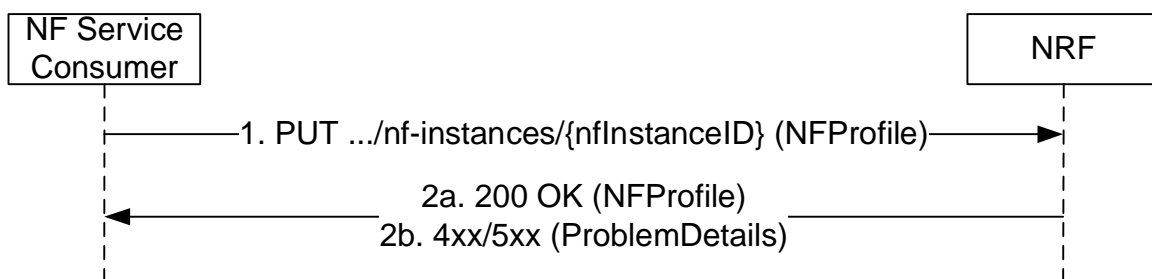 NF Service
Consumer
NRF
1. PUT .../nf-instances/{nfInstanceID} (NFProfile)
2a. 200 OK (NFProfile)
2b. 4xx/5xx (ProblemDetails)